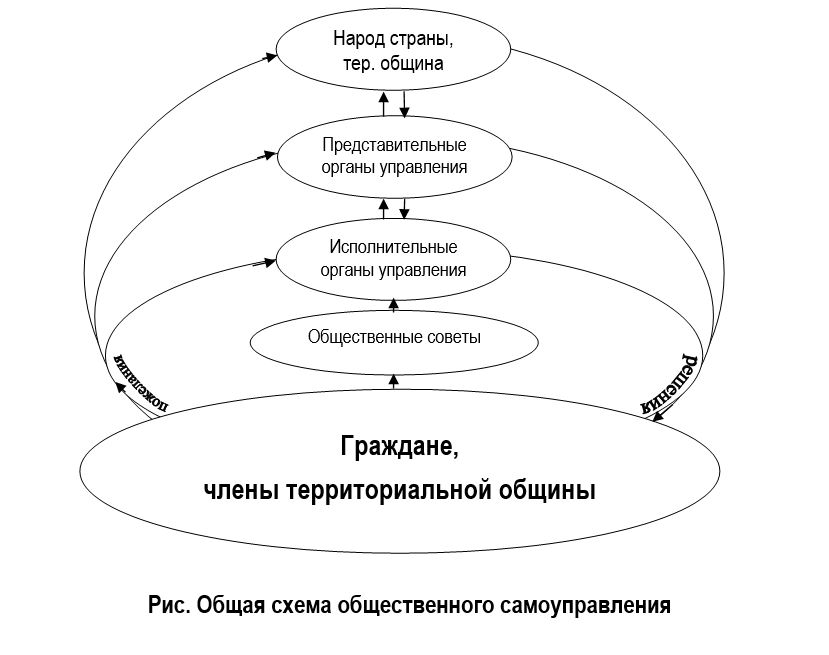 Народ страны,
тер. община
Представительные
органы управления
Исполнительные
органы управления
Общественные советы
пожелания
решения
Граждане,
члены территориальной общины
Рис. Общая схема общественного самоуправления